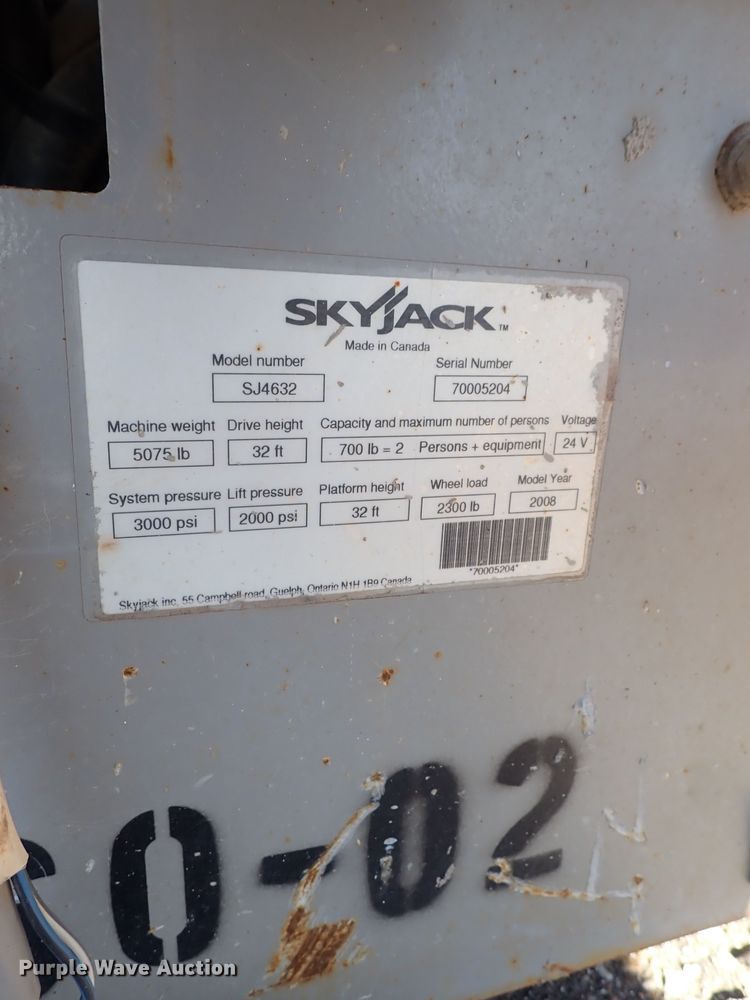 SKYJACK TM
Made in Canada
Model number Serial Number
SJ4632 70005204
Machine weight Drive height Capacity and maximum number of persons Voltage
5075 lb 32 ft 700 lb = 2 Persons + equipment 24 V
System pressure Lift pressure Platform height Wheel load Model Year
3000 psi 2000 psi 32 ft 2300 lb 2008
*70005204*
Skyjack inc. 55 Campbell road, Guelph, Ontario N1H 1B9 Canada
0-02
Purple Wave Auction